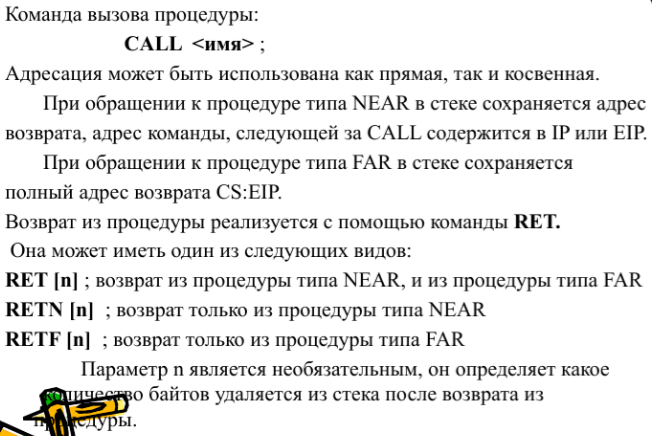 Команда вызова процедуры:
CALL <имя> ;
Адресация может быть использована как прямая, так и косвенная.
При обращении к процедуре типа NEAR в стеке сохраняется адрес
возврата, адрес команды, следующей за CALL содержится в IP или EIP.
При обращении к процедуре типа FAR в стеке сохраняется
полный адрес возврата CS:EIP.
Возврат из процедуры реализуется с помощью команды RET.
Она может иметь один из следующих видов:
RET [n] ; возврат из процедуры типа NEAR, и из процедуры типа FAR
RETN [n] ; возврат только из процедуры типа NEAR
RETF [n] ; возврат только из процедуры типа FAR
Параметр n является необязательным, он определяет какое
количество байтов удаляется из стека после возврата из
процедуры.